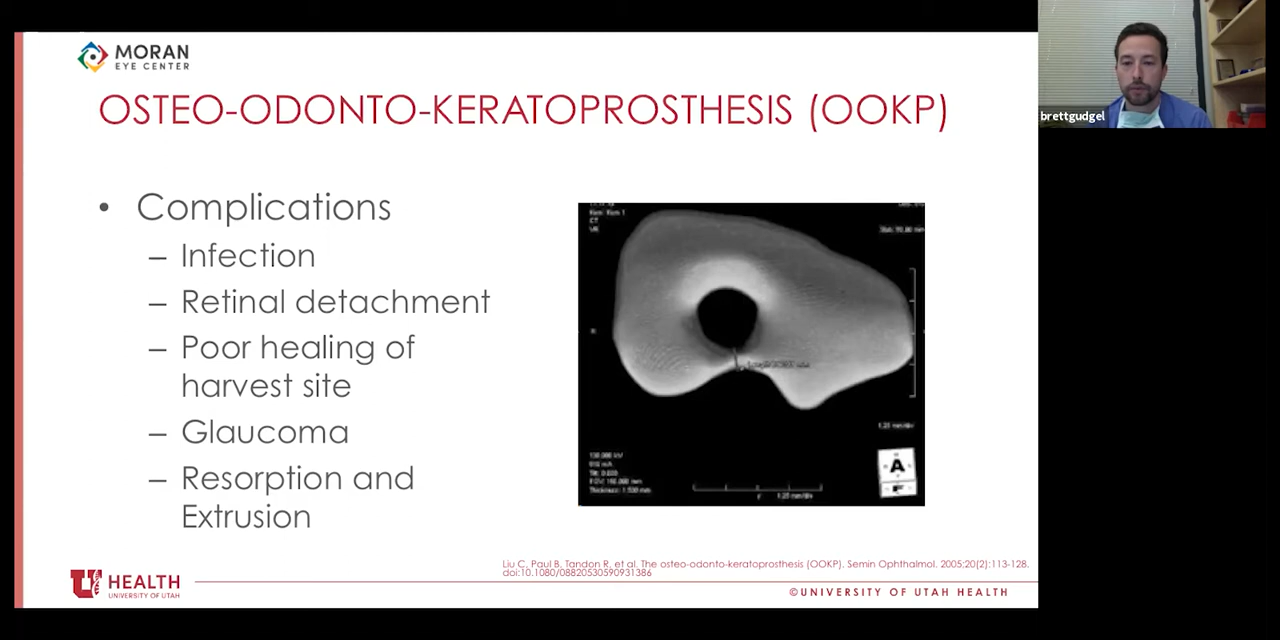 MORAN
EYE CENTER
brettgudgel
OSTEO-ODONTO-KERATOPROSTHESIS (OOKP)
• Complications
– Infection
– Retinal detachment
– Poor healing of
harvest site
– Glaucoma
– Resorption and
Extrusion
A
Liu C, Paul B, Tandon R, et al. The osteo-odonto-keratoprosthesis (OOKP). Semin Ophthalmol. 2005;20(2):113-128.
doi:10.1080/08820530590931386
U HEALTH
UNIVERSITY OF UTAH
©UNIVERSITY OF UTAH HEALTH